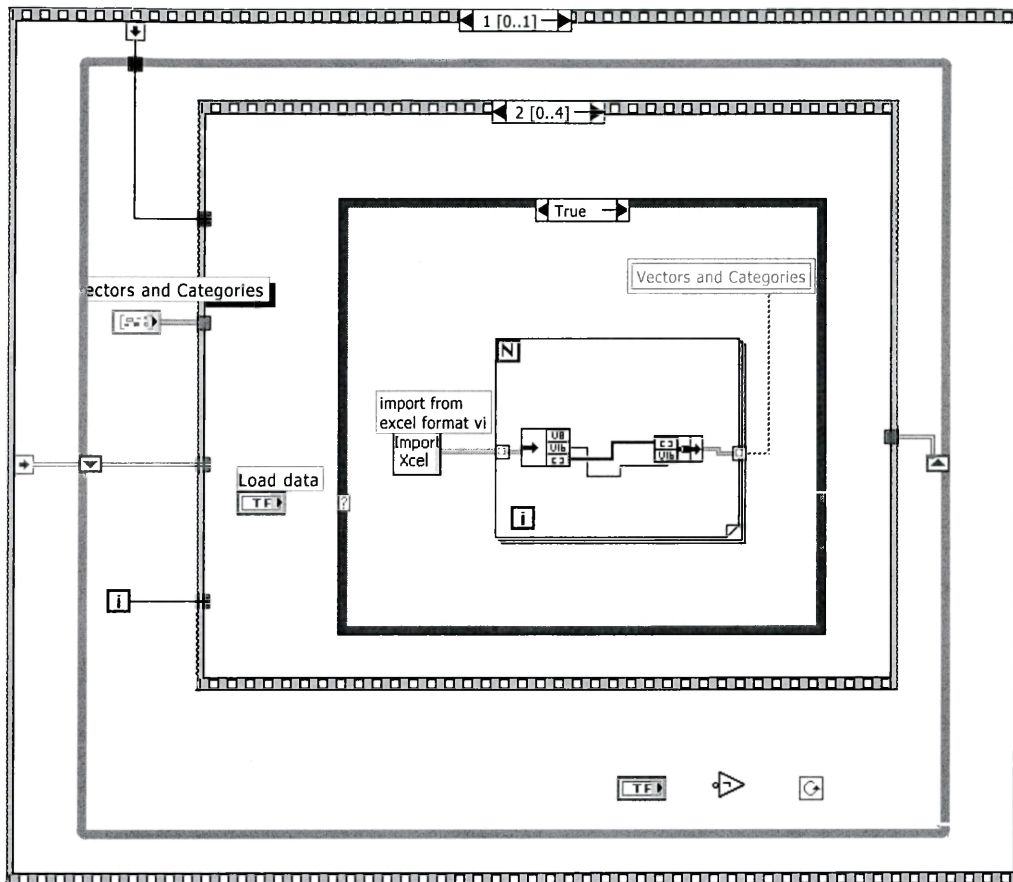 1 [0..1]
2 [0..4]
True
ectors and Categories
Vectors and Categories
N
import from
excel format vi
Import
Xcel
Load data
TF
?
i
i
TF